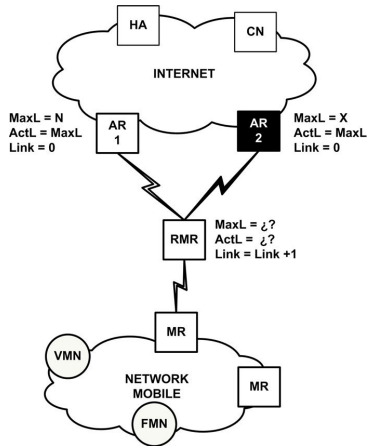 HA
CN
INTERNET
MaxL = N
ActL = MaxL
Link = 0
AR
1
AR
2
MaxL = X
ActL = MaxL
Link = 0
RMR
MaxL = ¿?
ActL = ¿?
Link = Link +1
MR
VMN
NETWORK
MOBILE
MR
FMN